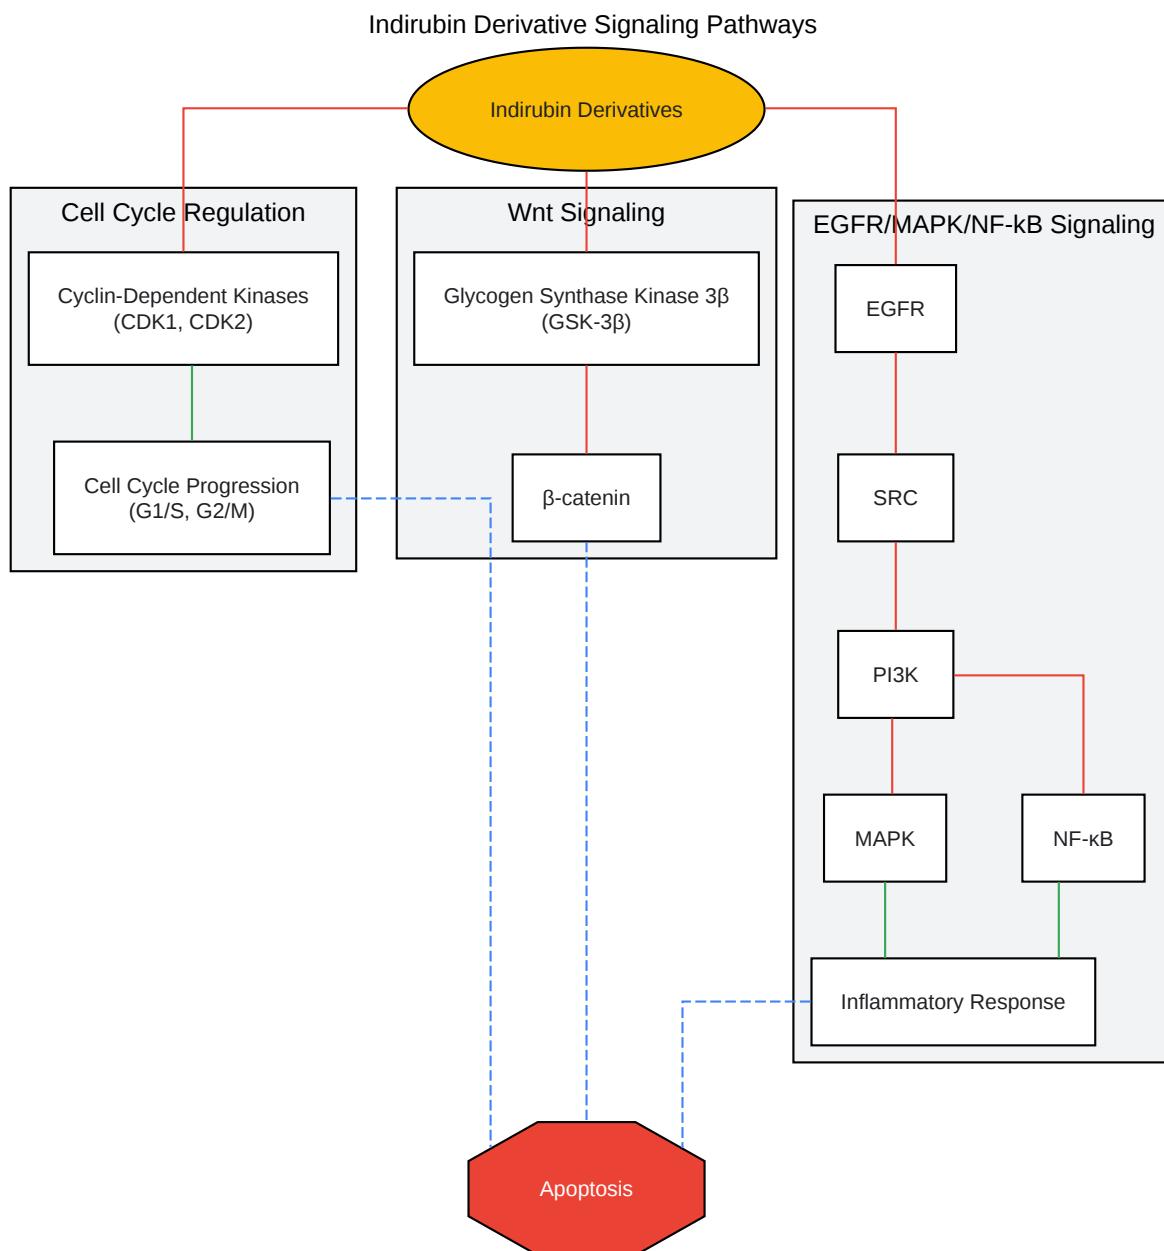 Indirubin Derivative Signaling Pathways
Indirubin Derivatives
Cell Cycle Regulation
Cyclin-Dependent Kinases
(CDK1, CDK2)
Cell Cycle Progression
(G1/S, G2/M)
Wnt Signaling
Glycogen Synthase Kinase 3β
(GSK-3β)
β-catenin
EGFR/MAPK/NF-kB Signaling
EGFR
SRC
PI3K
MAPK
NF-κB
Inflammatory Response
Apoptosis